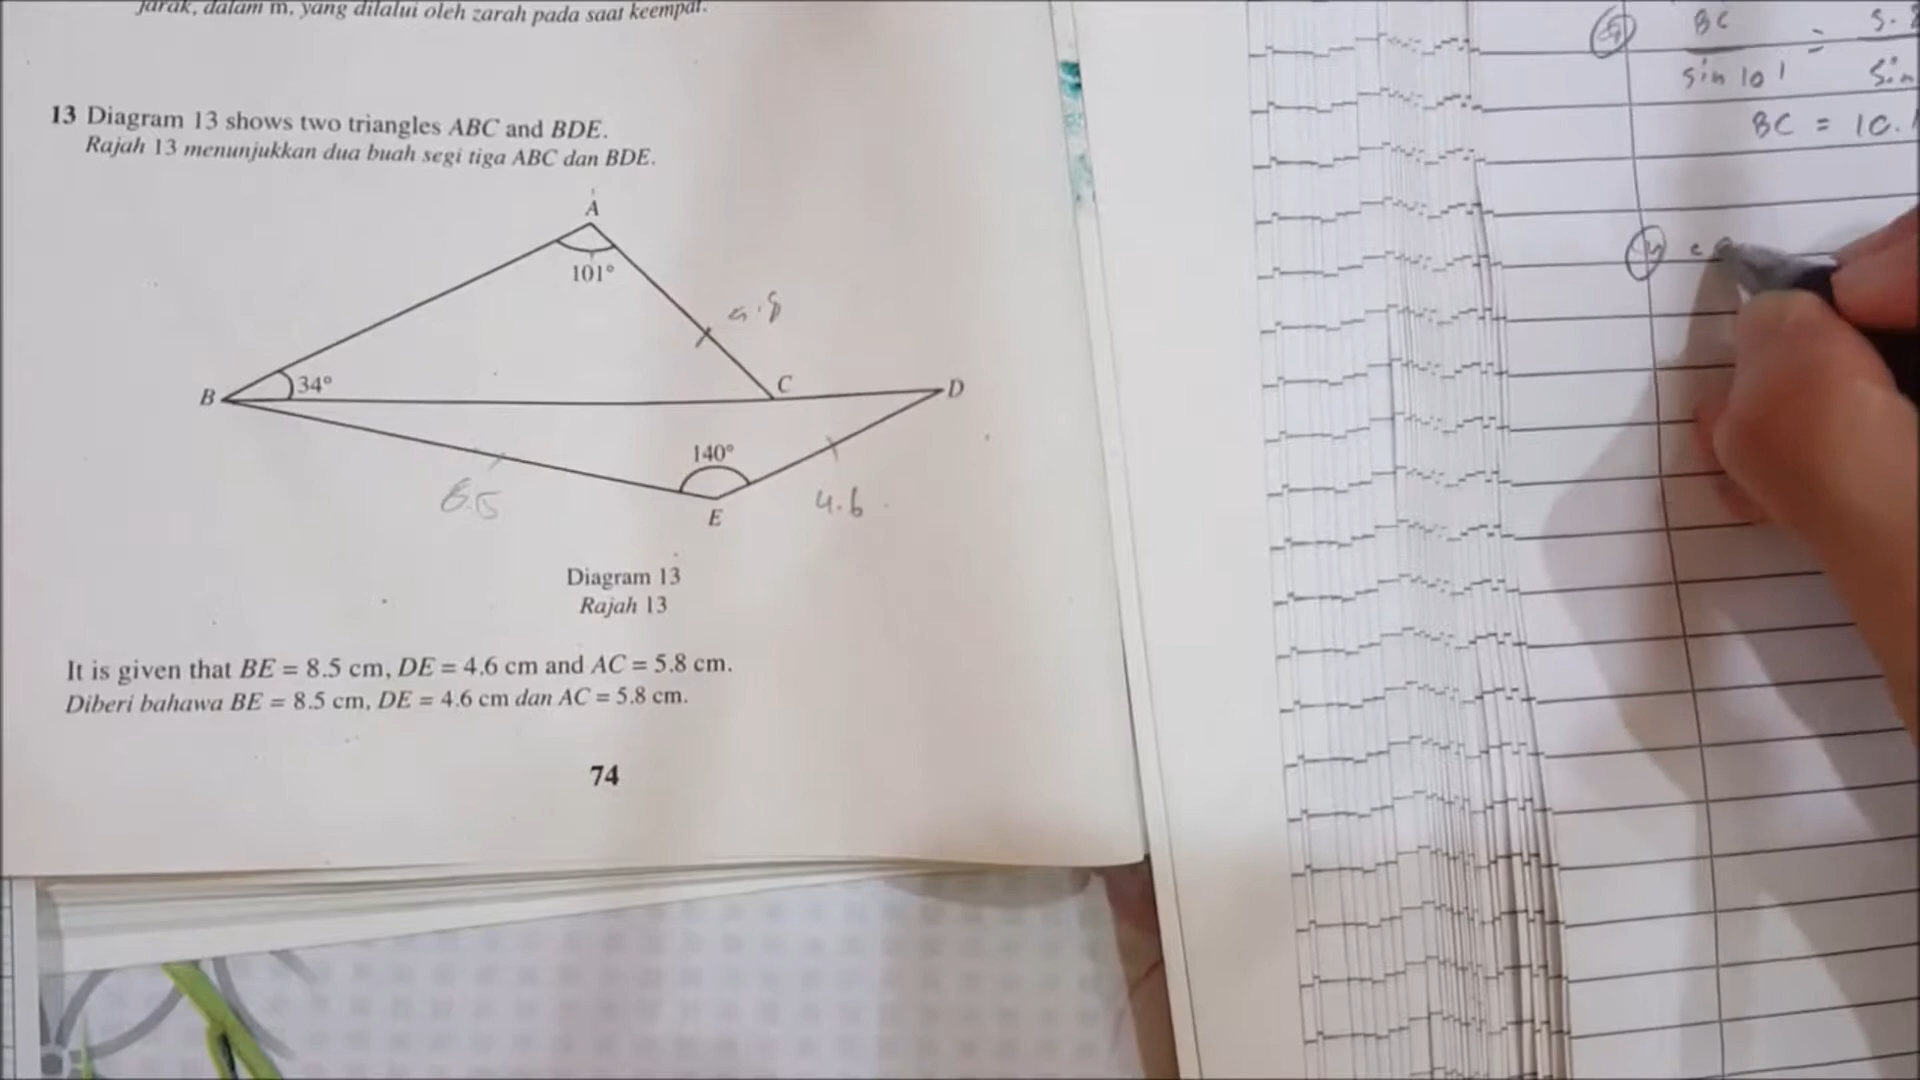 jarak, dalam m, yang dilalui oleh zarah pada saat keempat.
13 Diagram 13 shows two triangles ABC and BDE.
Rajah 13 menunjukkan dua buah segi tiga ABC dan BDE.
A
101°
5.8
B
34°
C
D
140°
8.5
4.6
E
Diagram 13
Rajah 13
It is given that BE = 8.5 cm, DE = 4.6 cm and AC = 5.8 cm.
Diberi bahawa BE = 8.5 cm, DE = 4.6 cm dan AC = 5.8 cm.
74
BC = 5.
sin 101 sin
BC = 10.1